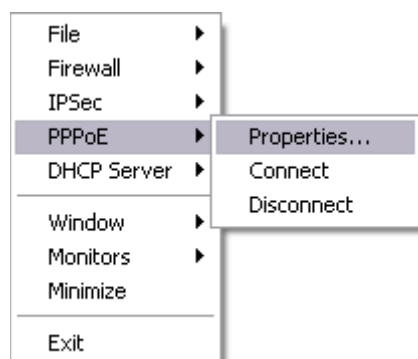 File
Firewall
IPSec
PPPoE
DHCP Server
Window
Monitors
Minimize
Exit
Properties...
Connect
Disconnect